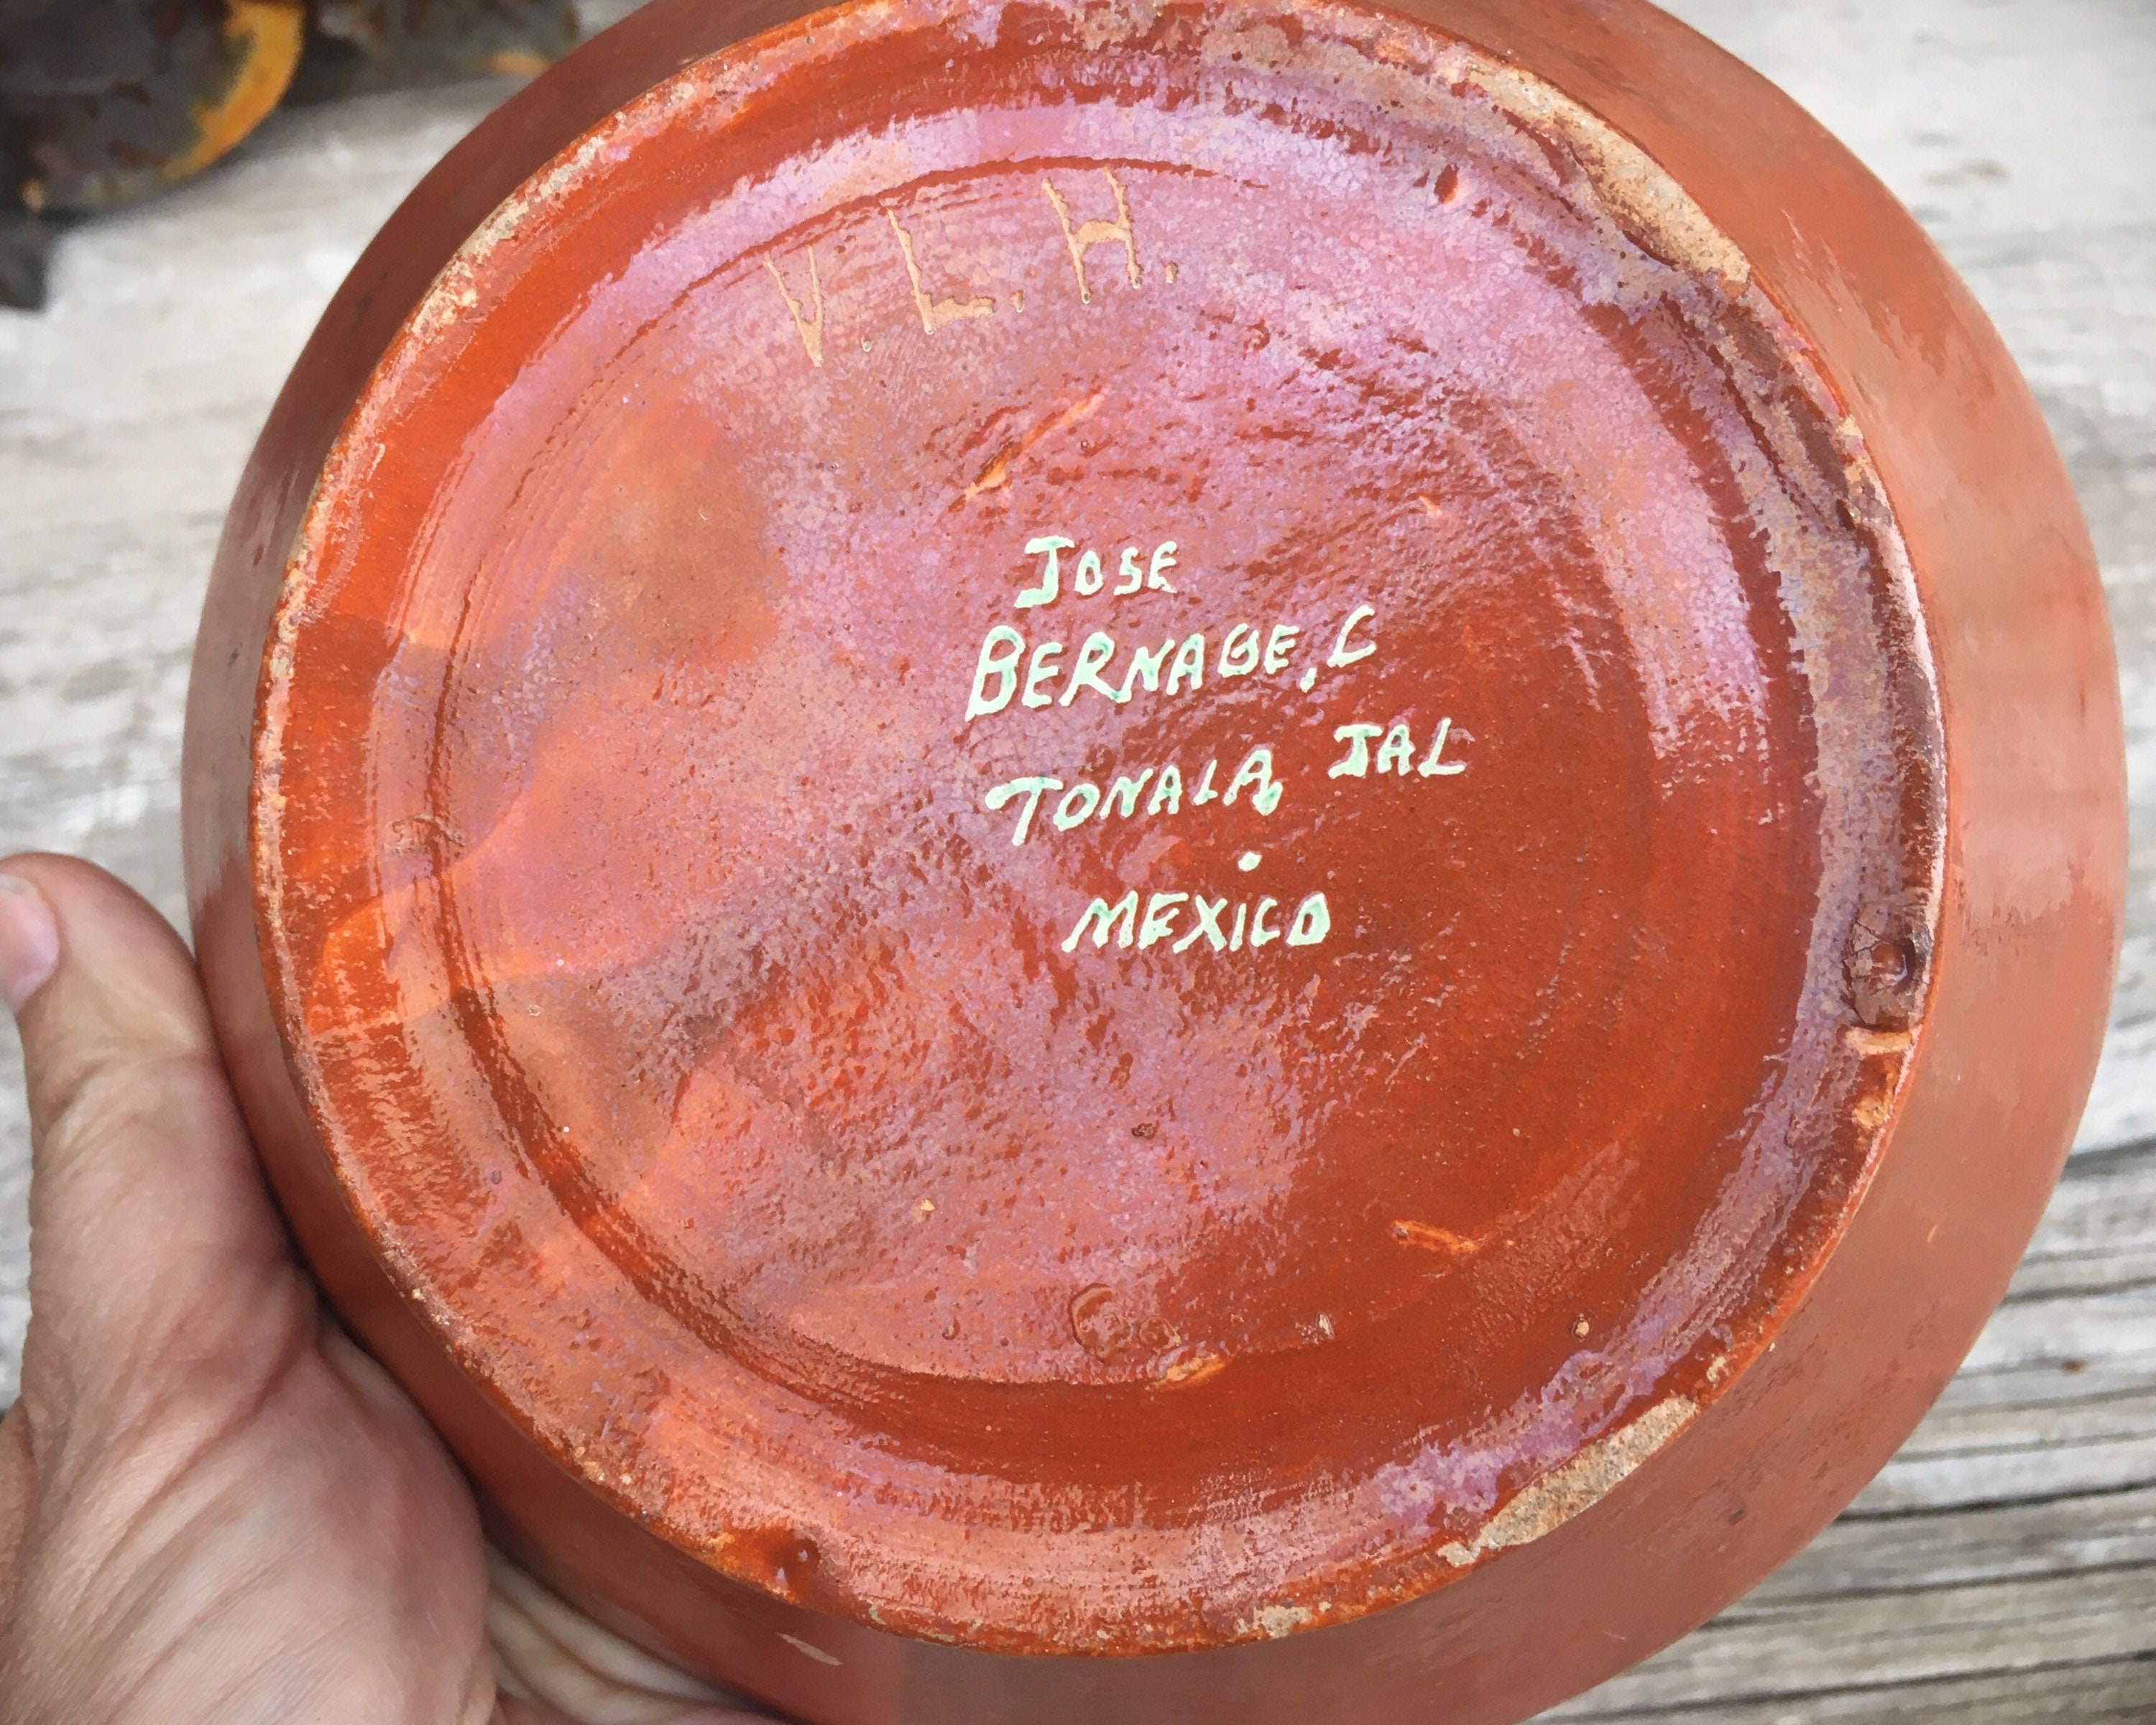 V. L. H.
JOSE
BERNABE, C
TONALA, JAL
MEXICO